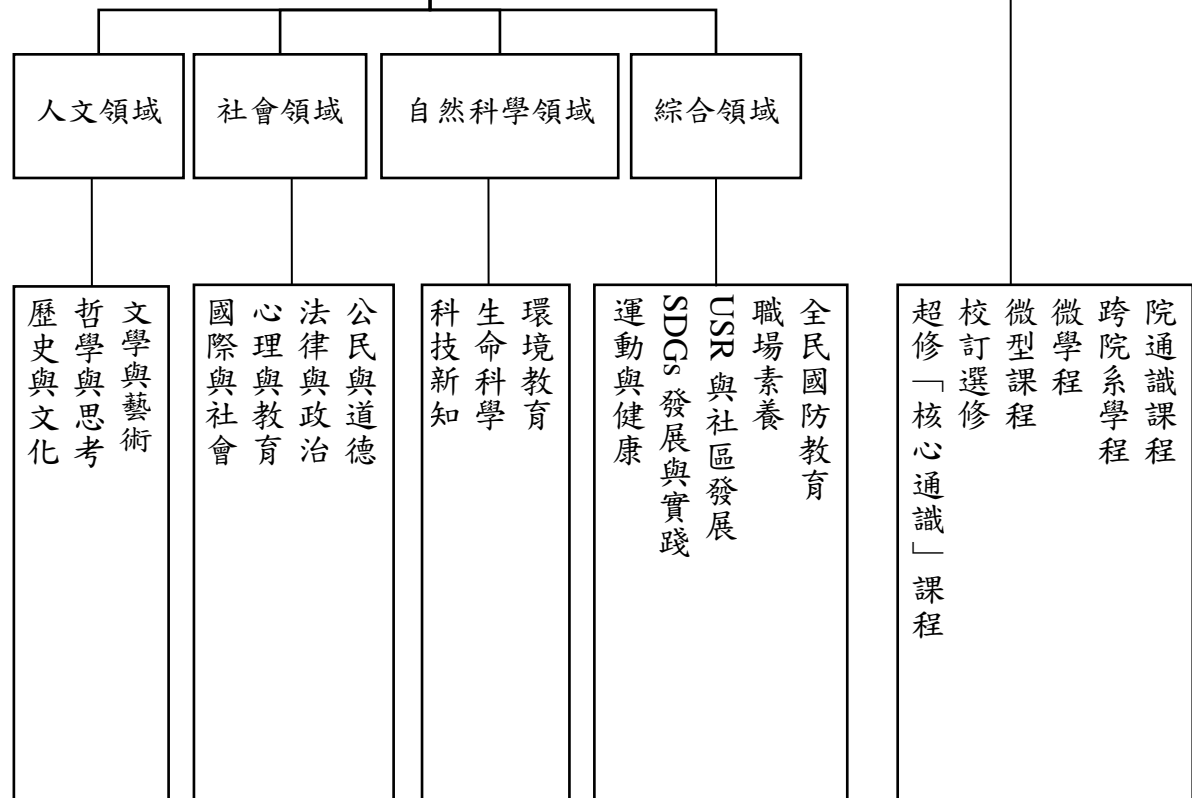 人文領域
社會領域
自然科學領域
綜合領域
文學與藝術
哲學與思考
歷史與文化
公民與道德
法律與政治
心理與教育
國際與社會
環境教育
生命科學
科技新知
全民國防教育
職場素養
USR 與社區發展
SDGs 發展與實踐
運動與健康
院通識課程
跨院系學程
微學程
微型課程
校訂選修
超修「核心通識」課程